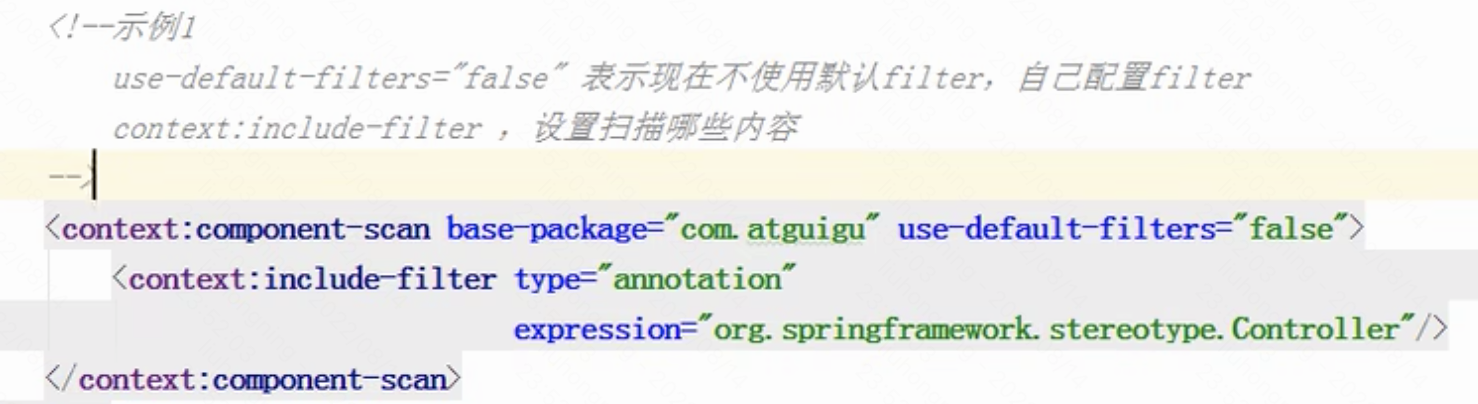 <!--示例1
use-default-filters="false" 表示现在不使用默认filter，自己配置filter
context:include-filter ，设置扫描哪些内容
-->
<context:component-scan base-package="com.atguigu" use-default-filters="false">
<context:include-filter type="annotation"
expression="org.springframework.stereotype.Controller"/>
</context:component-scan>